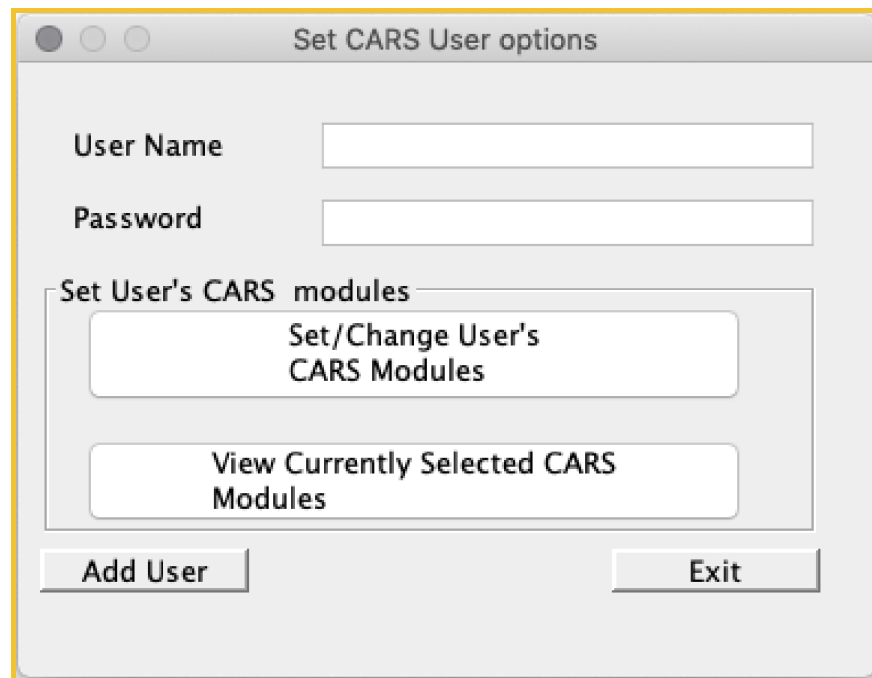 Set CARS User options
User Name
Password
Set User's CARS  modules
Set/Change User's
CARS Modules
View Currently Selected CARS
Modules
Add User
Exit